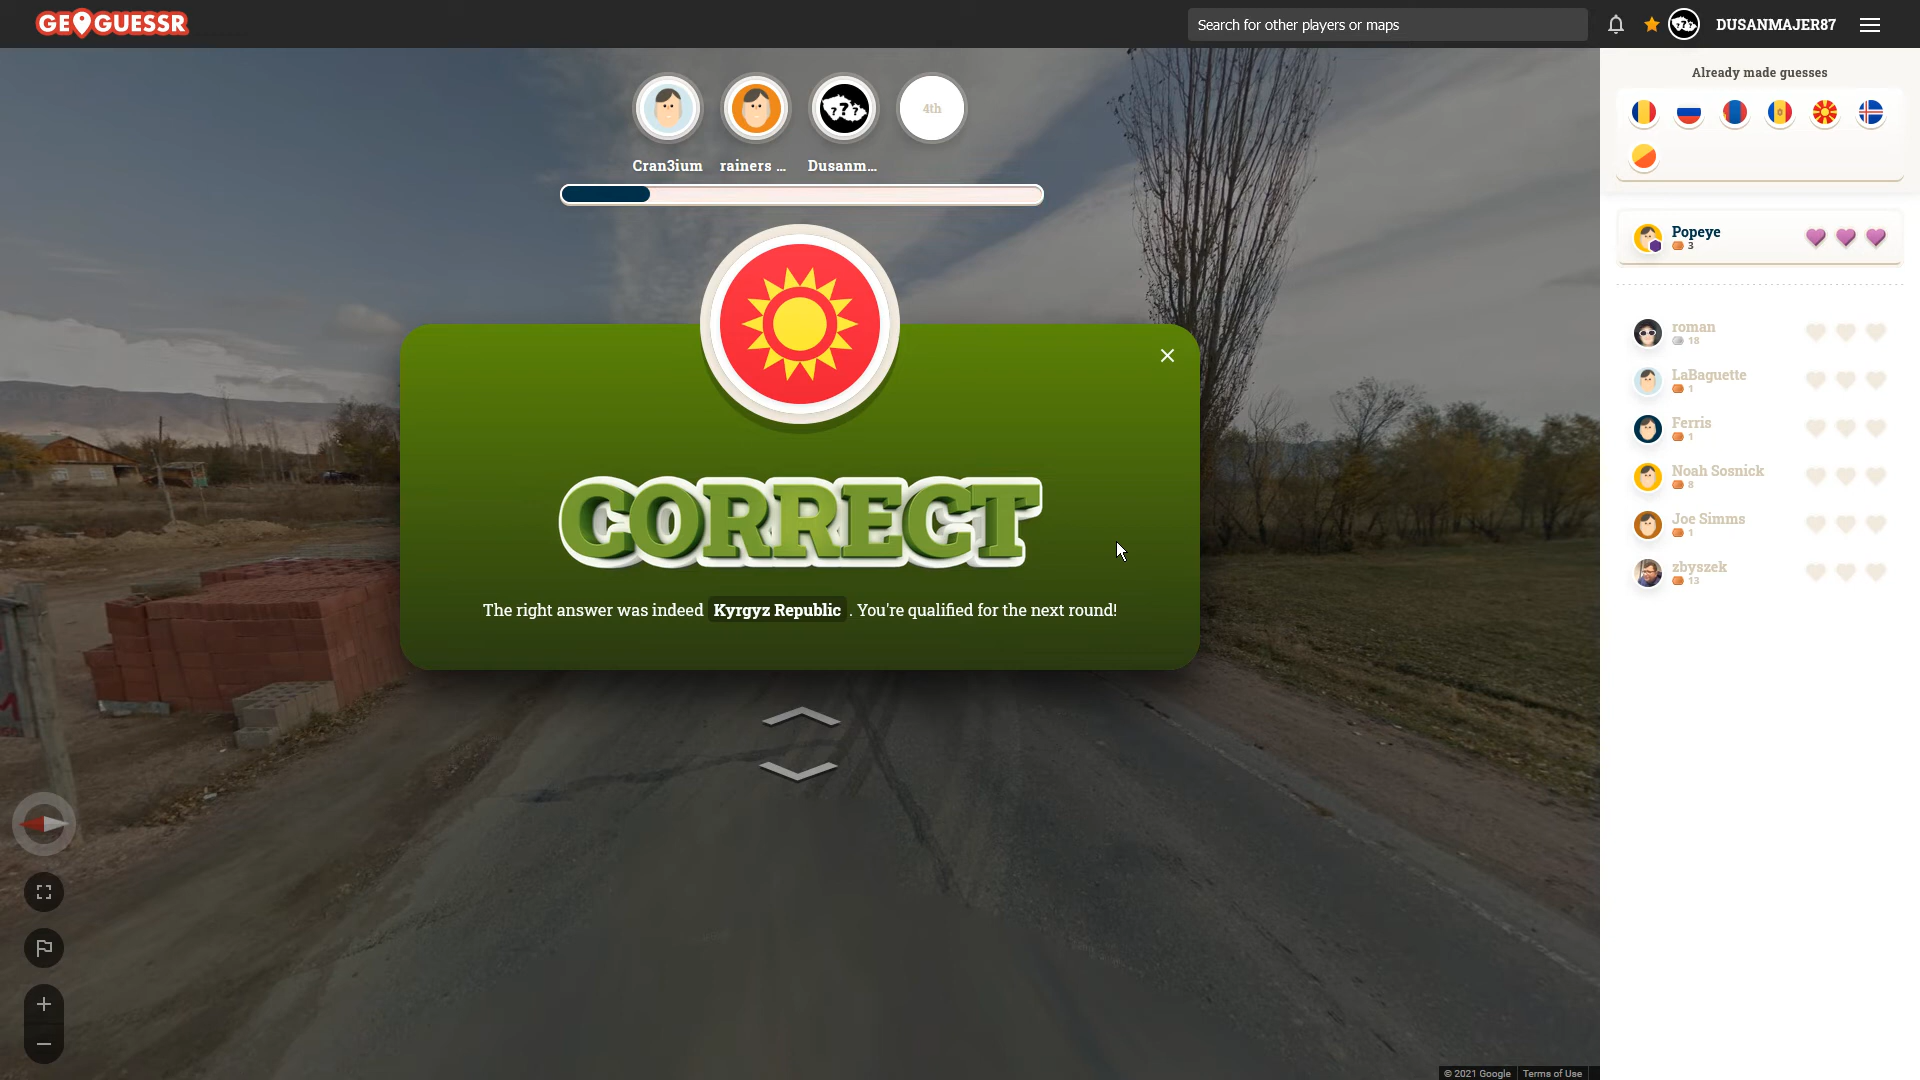 GEOGUESSR
Search for other players or maps
DUSANMAJER87
Already made guesses
4th
Cran3ium
rainers ...
Dusanm...
Popeye
3
roman
18
LaBaguette
1
Ferris
1
Noah Sosnick
8
Joe Simms
1
zbyszek
13
CORRECT
The right answer was indeed Kyrgyz Republic . You're qualified for the next round!
© 2021 Google
Terms of Use